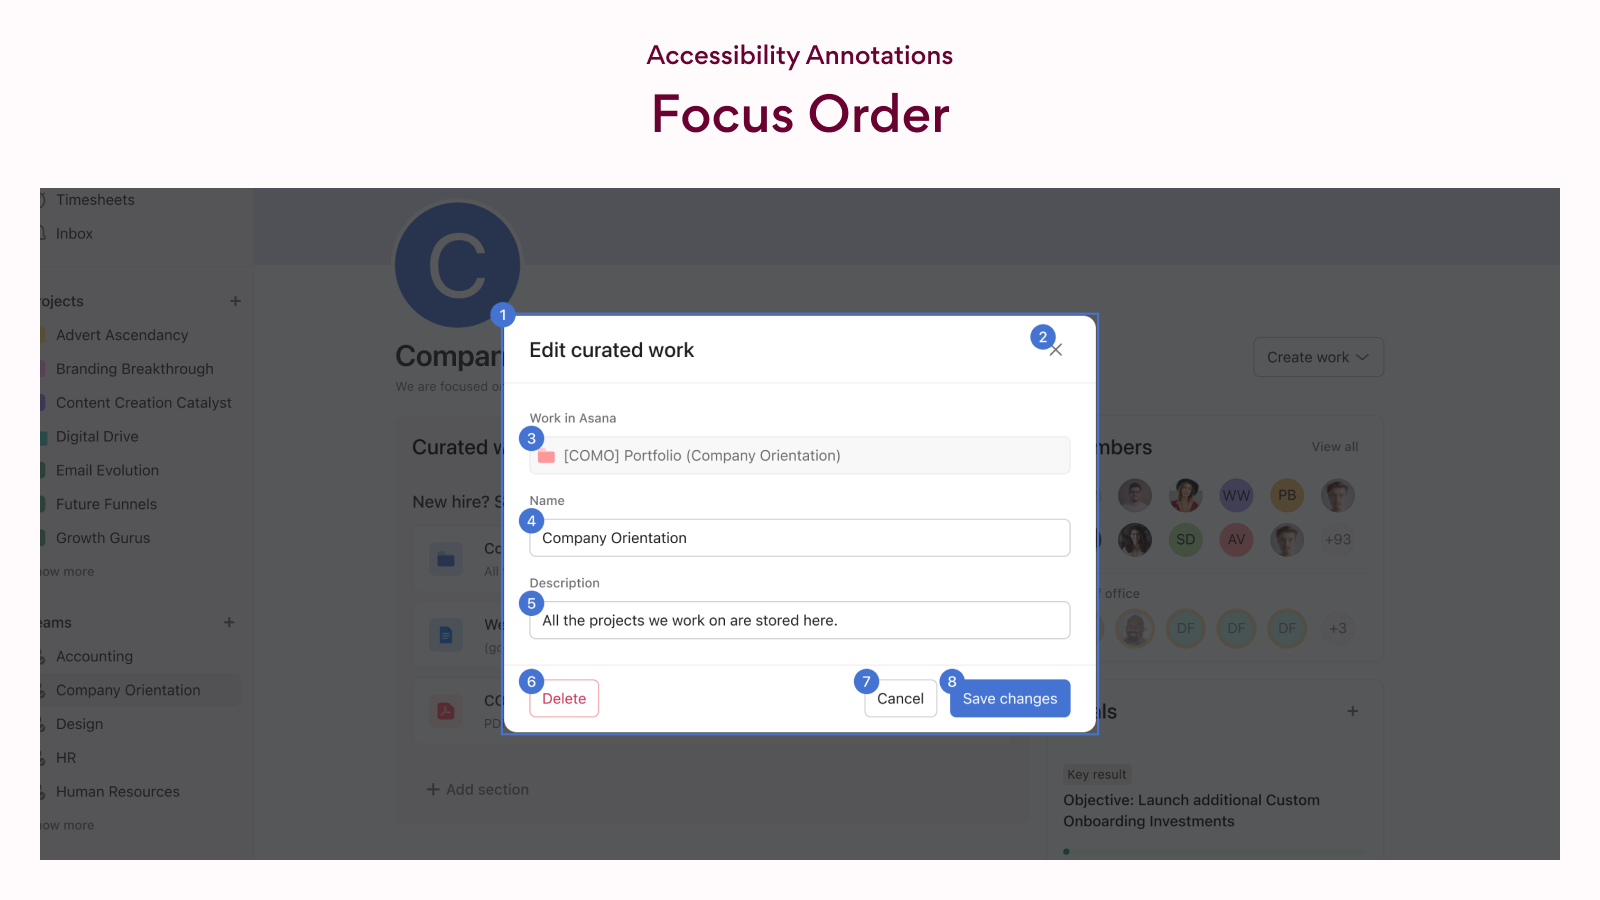 Accessibility Annotations
Focus Order
Timesheets
Inbox
ojects
Advert Ascendancy
Branding Breakthrough
Content Creation Catalyst
Digital Drive
Email Evolution
Future Funnels
Growth Gurus
ow more
eams
Accounting
Company Orientation
Design
HR
Human Resources
ow more
C
Compan
We are focused o
Create work
Curated w
New hire? S
Co
All
We
(go
CO
PD
Add section
1
Edit curated work
2
Work in Asana
3
[COMO] Portfolio (Company Orientation)
Name
4
Company Orientation
Description
5
All the projects we work on are stored here.
6
Delete
7
Cancel
8
Save changes
mbers
View all
WW
PB
SD
AV
+93
f office
DF
DF
DF
+3
als
Key result
Objective: Launch additional Custom
Onboarding Investments